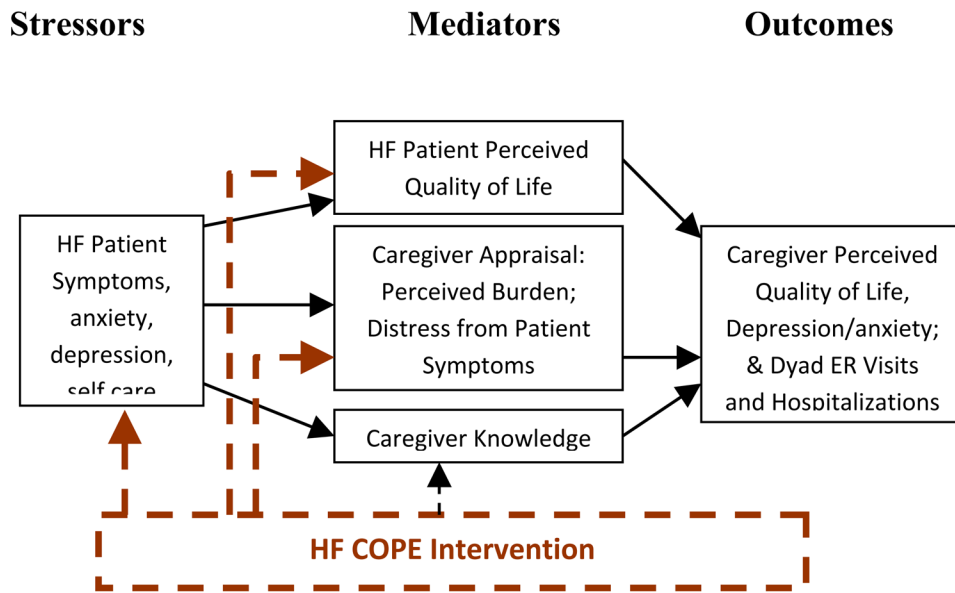 Stressors Mediators Outcomes
HF Patient
Symptoms,
anxiety,
depression,
self care
HF Patient Perceived
Quality of Life
Caregiver Appraisal:
Perceived Burden;
Distress from Patient
Symptoms
Caregiver Knowledge
Caregiver Perceived
Quality of Life,
Depression/anxiety;
& Dyad ER Visits
and Hospitalizations
HF COPE Intervention